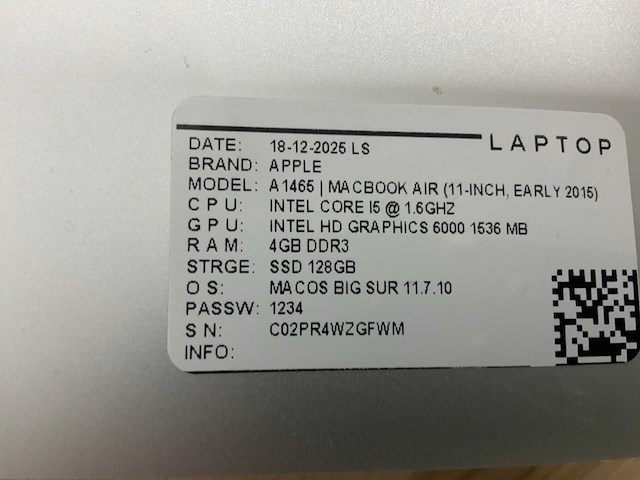 LAPTOP
DATE: 18-12-2025 LS
BRAND: APPLE
MODEL: A1465 | MACBOOK AIR (11-INCH, EARLY 2015)
CPU: INTEL CORE I5 @ 1.6GHZ
GPU: INTEL HD GRAPHICS 6000 1536 MB
RAM: 4GB DDR3
STRGE: SSD 128GB
OS: MACOS BIG SUR 11.7.10
PASSW: 1234
SN: C02PR4WZGFWM
INFO: